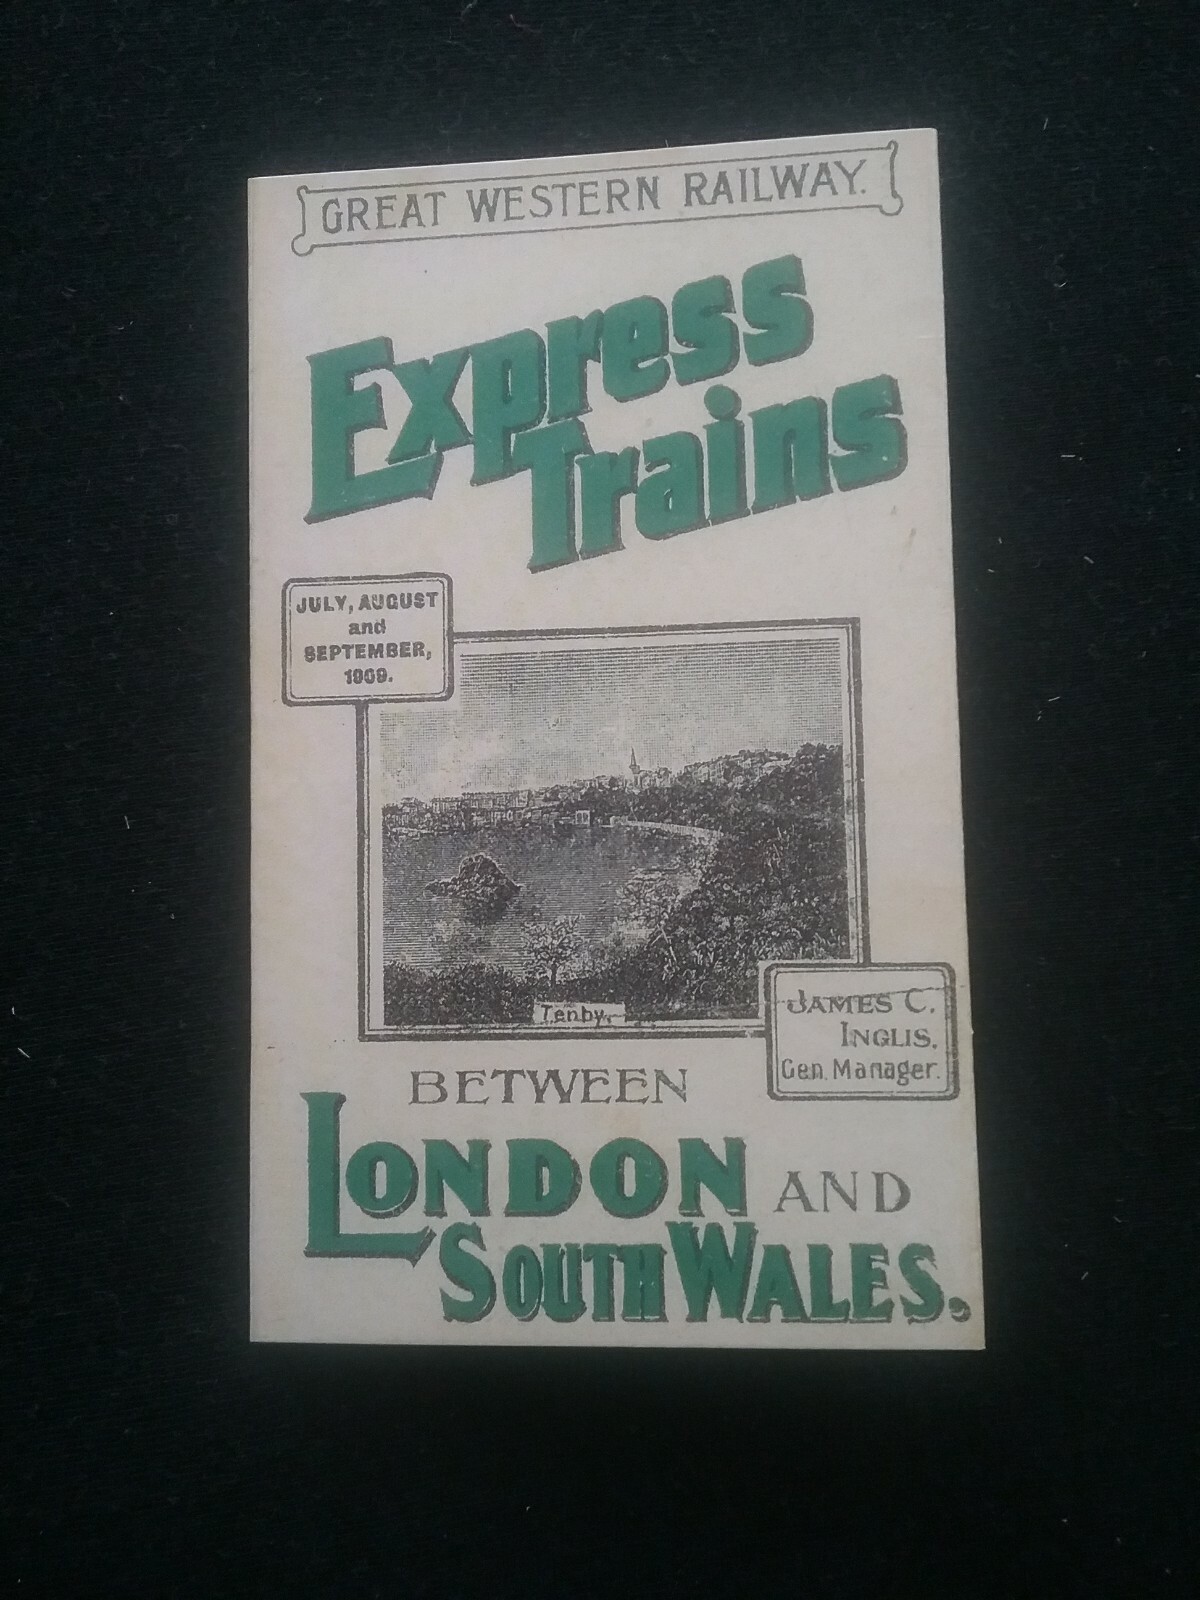 GREAT WESTERN RAILWAY.
Express
Trains
JULY, AUGUST
and
SEPTEMBER,
1909.
Tenby.
JAMES C.
INGLIS.
Gen. Manager.
BETWEEN
LONDON AND
SOUTH WALES.